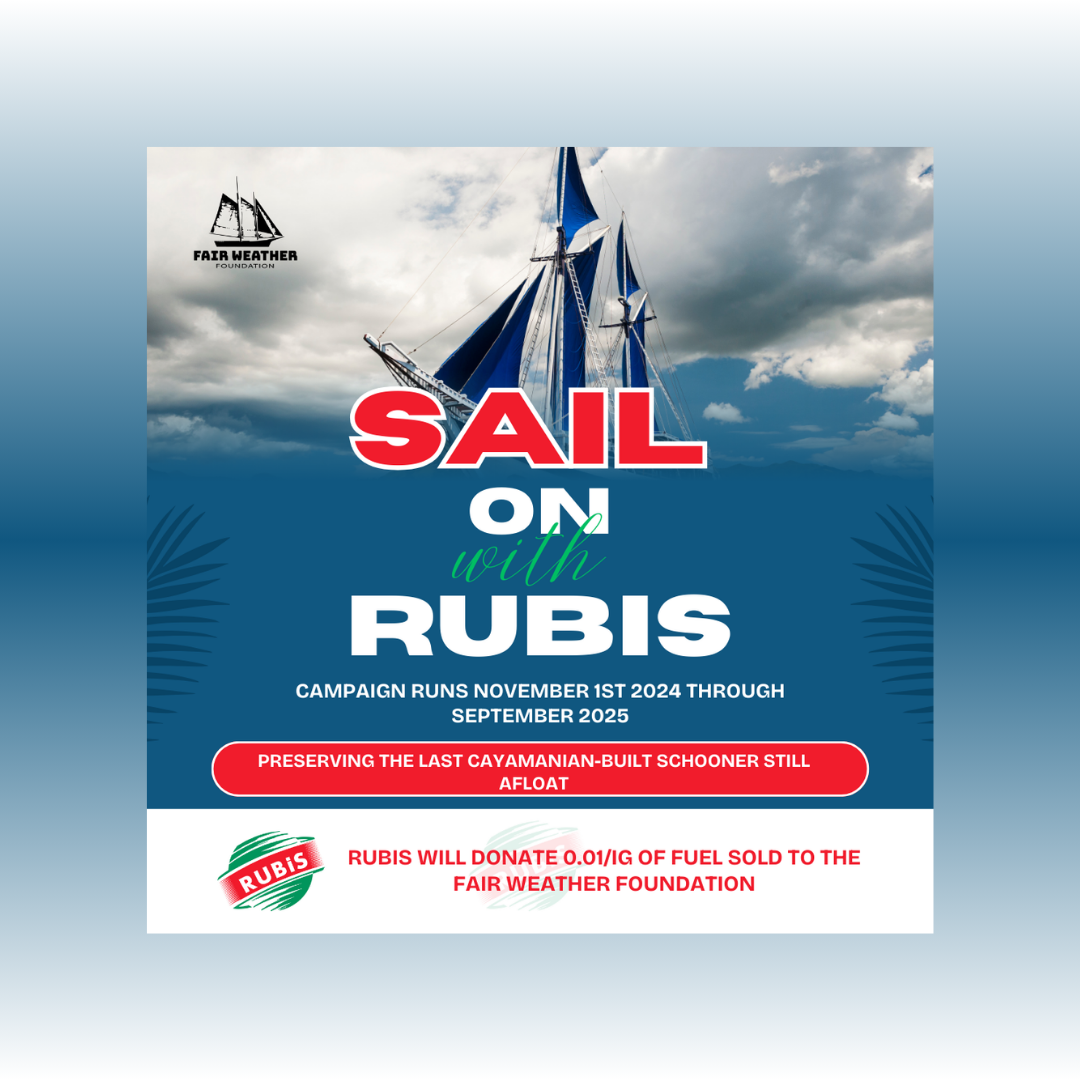 FAIR WEATHER
FOUNDATION
SAIL
ON
with
RUBIS
CAMPAIGN RUNS NOVEMBER 1ST 2024 THROUGH
SEPTEMBER 2025
PRESERVING THE LAST CAYAMANIAN-BUILT SCHOONER STILL
AFLOAT
RUBiS
RUBIS WILL DONATE 0.01/IG OF FUEL SOLD TO THE
FAIR WEATHER FOUNDATION